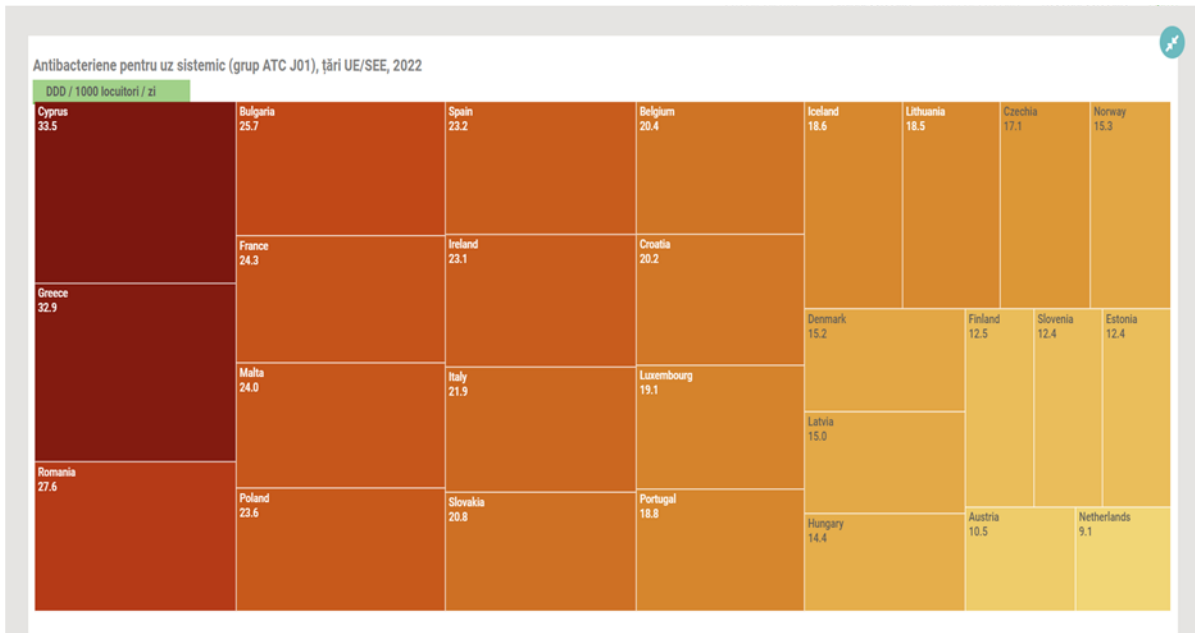 Antibacteriene pentru uz sistemic (grup ATC J01), țări UE/SEE, 2022
DDD / 1000 locuitori / zi
Cyprus
33.5
Greece
32.9
Romania
27.6
Bulgaria
25.7
France
24.3
Malta
24.0
Poland
23.6
Spain
23.2
Ireland
23.1
Italy
21.9
Slovakia
20.8
Belgium
20.4
Croatia
20.2
Luxembourg
19.1
Portugal
18.8
Iceland
18.6
Lithuania
18.5
Czechia
17.1
Norway
15.3
Denmark
15.2
Latvia
15.0
Hungary
14.4
Finland
12.5
Slovenia
12.4
Estonia
12.4
Austria
10.5
Netherlands
9.1